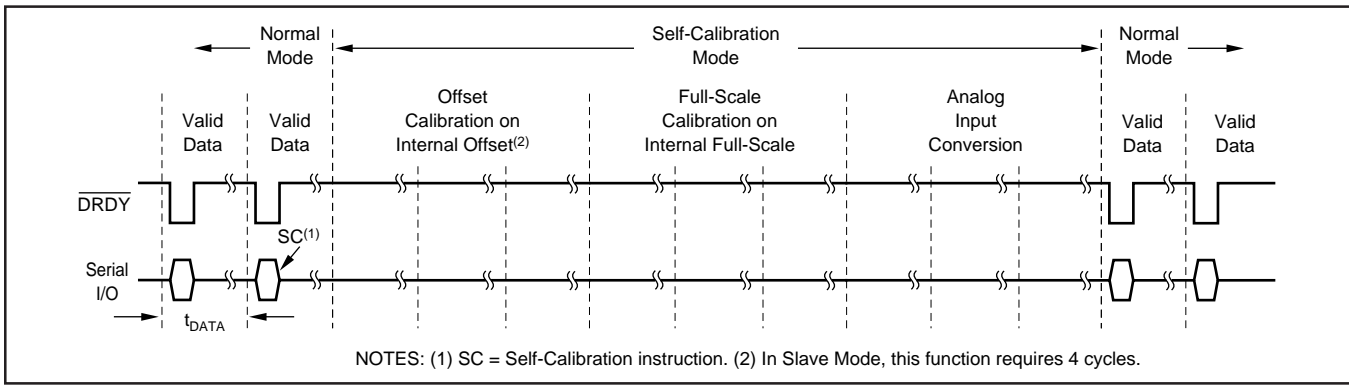 Normal
Mode
Self-Calibration
Mode
Normal
Mode
Valid
Data
Valid
Data
Offset
Calibration on
Internal Offset(2)
Full-Scale
Calibration on
Internal Full-Scale
Analog
Input
Conversion
Valid
Data
Valid
Data
DRDY
SC(1)
Serial
I/O
tDATA
NOTES: (1) SC = Self-Calibration instruction. (2) In Slave Mode, this function requires 4 cycles.